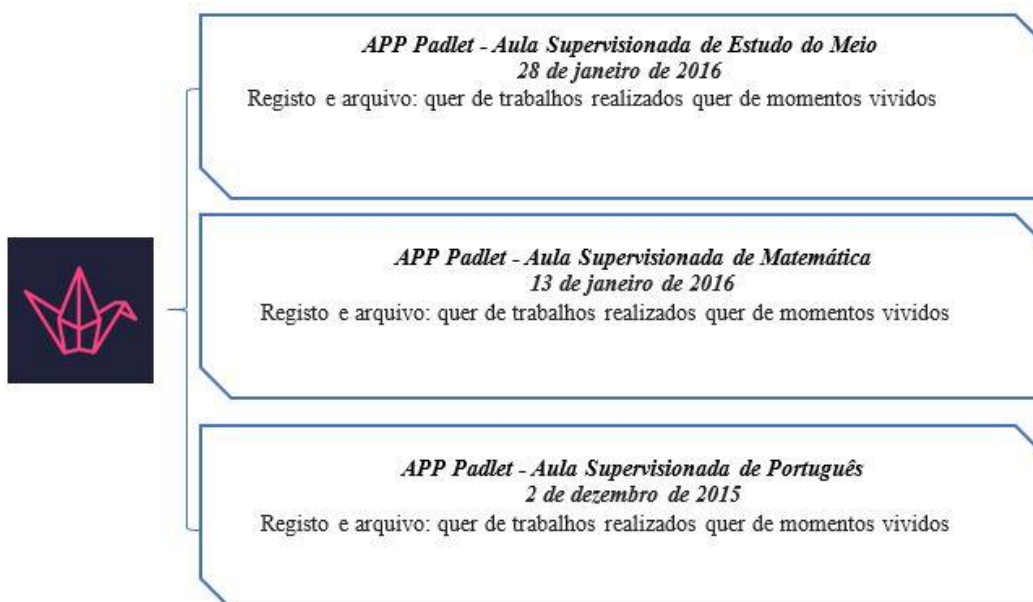 APP Padlet - Aula Supervisionada de Estudo do Meio
28 de janeiro de 2016
Registo e arquivo: quer de trabalhos realizados quer de momentos vividos
APP Padlet - Aula Supervisionada de Matemática
13 de janeiro de 2016
Registo e arquivo: quer de trabalhos realizados quer de momentos vividos
APP Padlet - Aula Supervisionada de Português
2 de dezembro de 2015
Registo e arquivo: quer de trabalhos realizados quer de momentos vividos